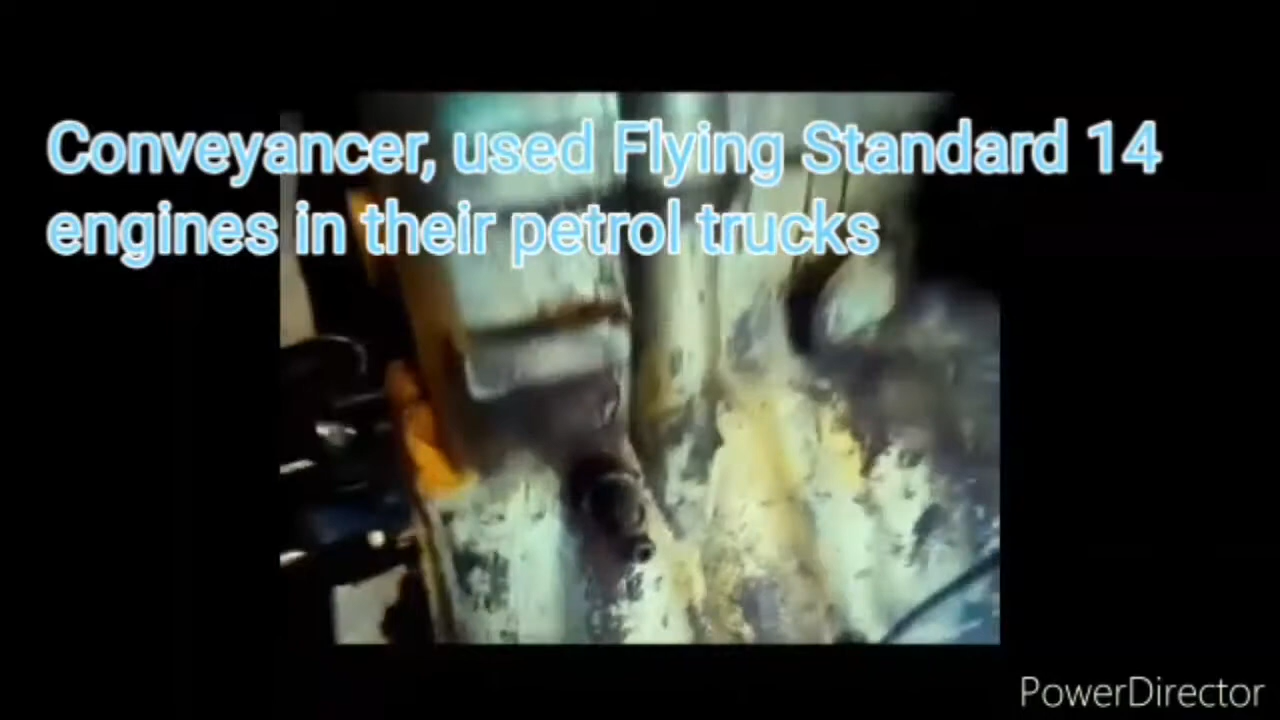 Conveyancer, used Flying Standard 14
engines in their petrol trucks
PowerDirector